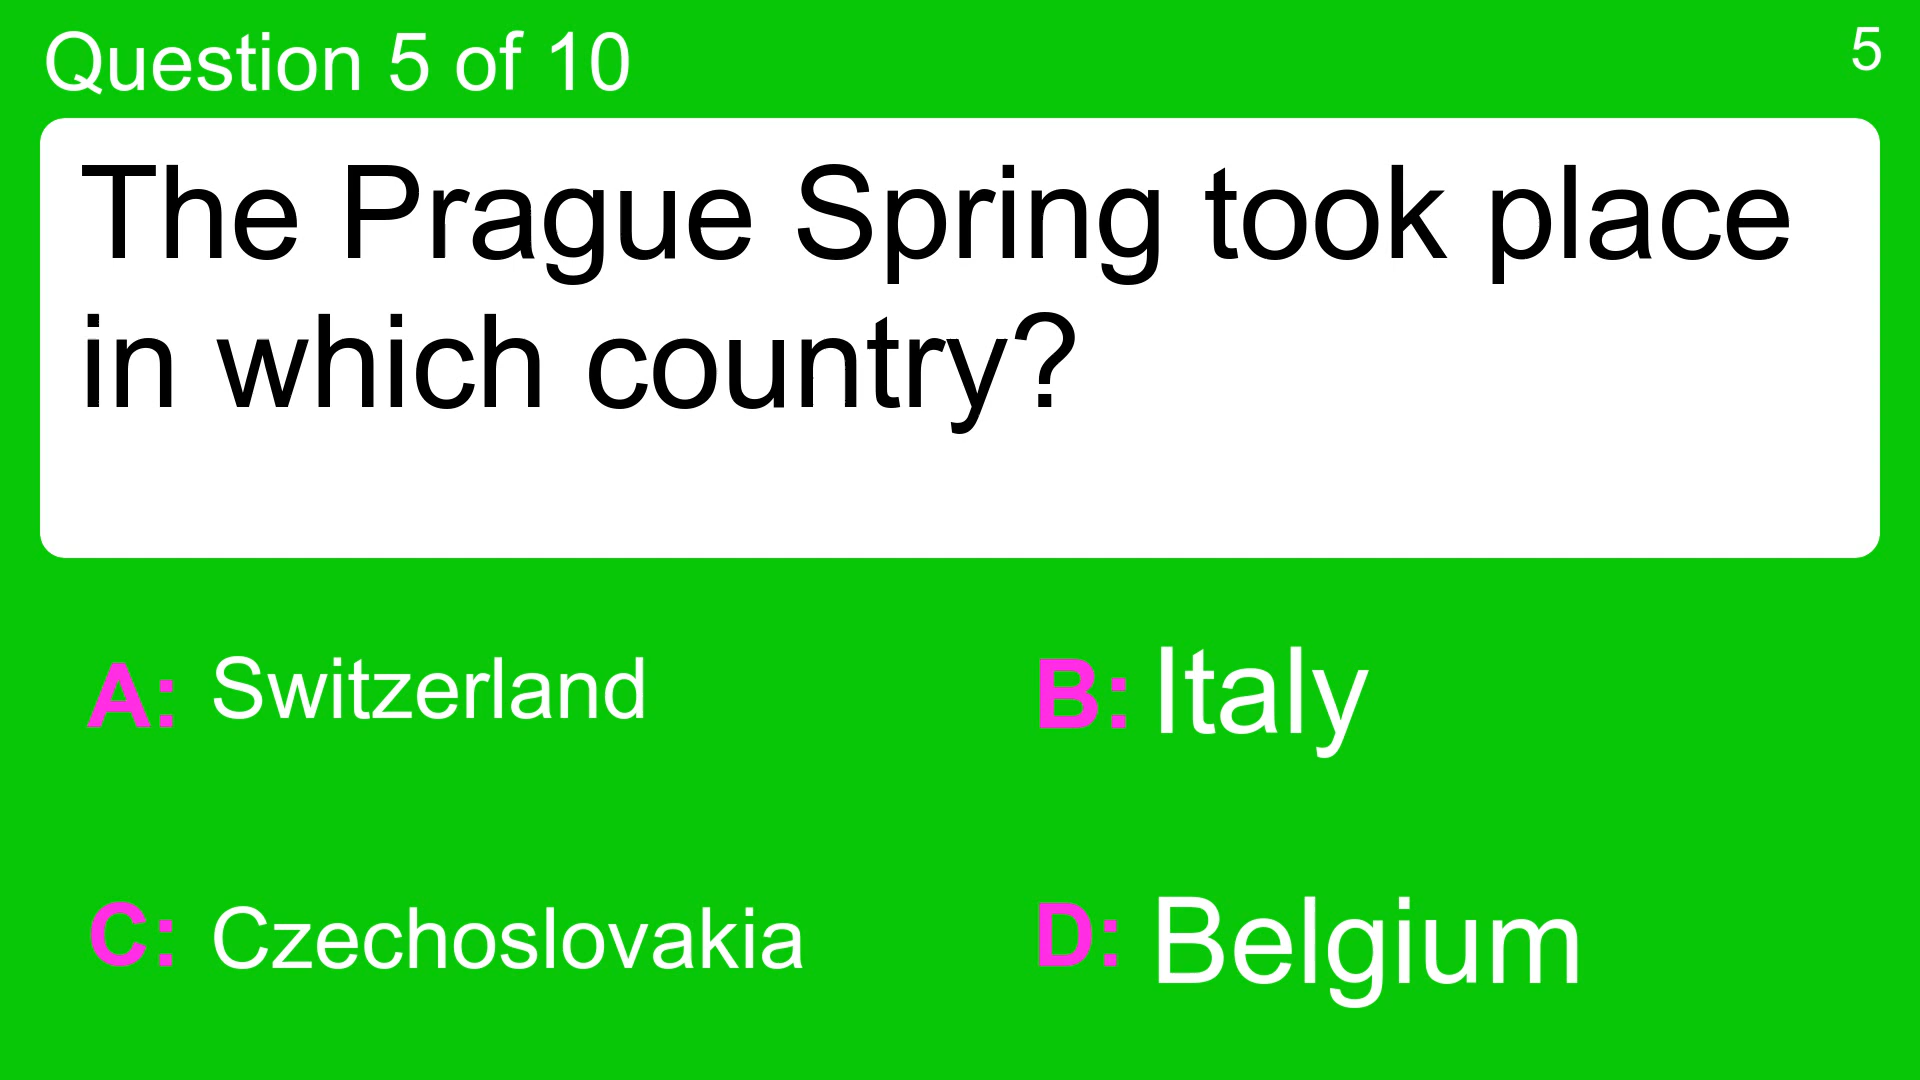 Question 5 of 10
5
The Prague Spring took place
in which country?
A: Switzerland
B: Italy
C: Czechoslovakia
D: Belgium